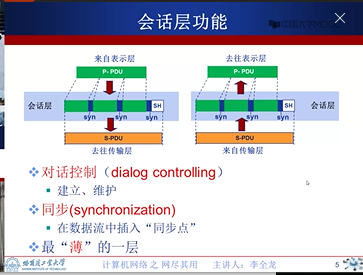 会话层功能
来自表示层
去往表示层
P- PDU
P- PDU
会话层
SH
SH
会话层
syn
syn
syn
syn
syn
syn
S-PDU
S-PDU
去往传输层
来自传输层
对话控制（dialog controlling）
建立、维护
同步(synchronization)
在数据流中插入“同步点”
最“薄”的一层
哈尔滨工业大学
计算机网络之 网尽其用
主讲人：李全龙
5